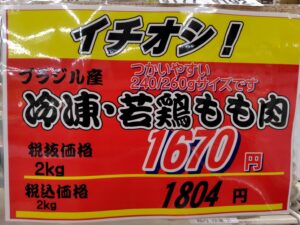 イチオシ!
ブラジル産
つかいやすい
240/260gサイズです
冷凍・若鶏もも肉
税抜価格
2kg
1670円
税込価格
2kg
1804円